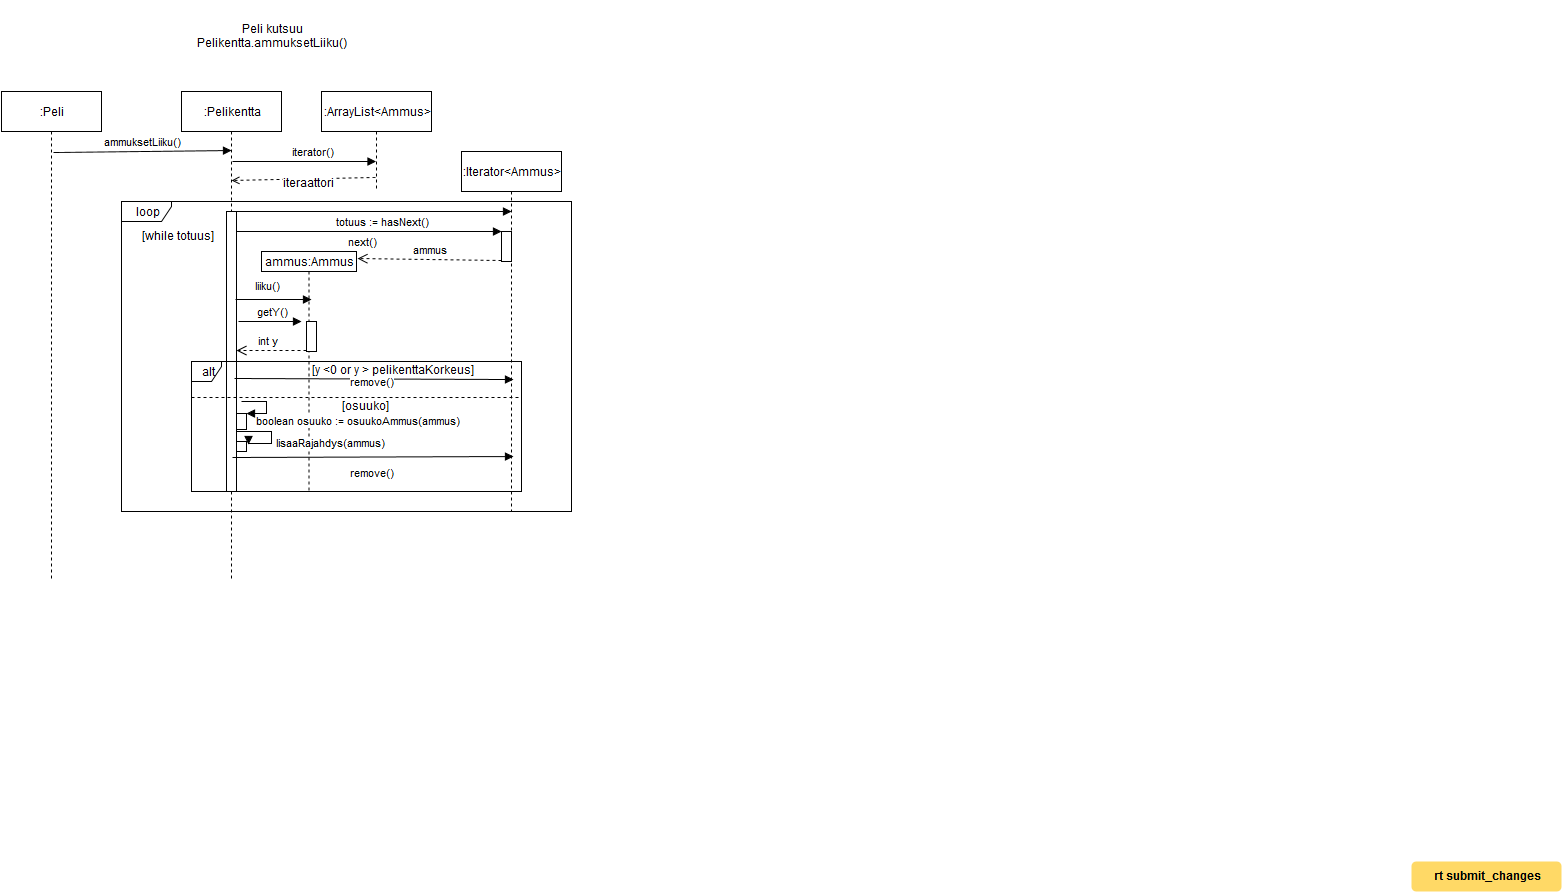 Peli kutsuu
Pelikentta.ammuksetLiiku()
:Peli
:Pelikentta
:ArrayList<Ammus>
ammuksetLiiku()
iterator()
:Iterator<Ammus>
iteraattori
loop
totuus := hasNext()
[while totuus]
next()
ammus
ammus:Ammus
liiku()
getY()
int y
alt
[y <0 or y > pelikenttaKorkeus]
remove()
[osuuko]
boolean osuuko := osuukoAmmus(ammus)
lisaaRajahdys(ammus)
remove()
rt submit_changes